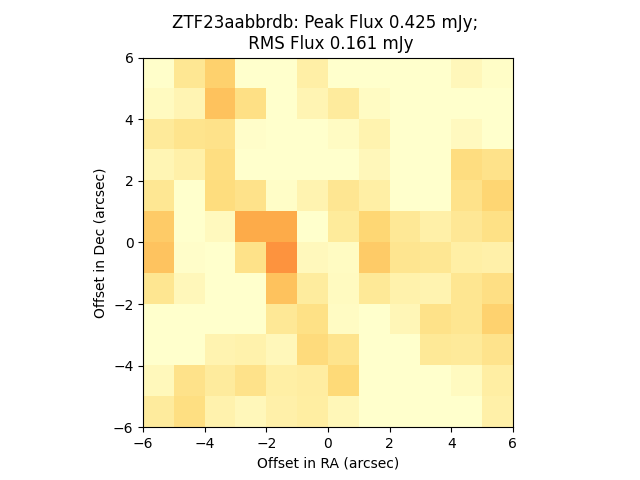 ZTF23aabbrdb: Peak Flux 0.425 mJy;
RMS Flux 0.161 mJy
6
4
2
0
−2
−4
−6
Offset in Dec (arcsec)
−6 −4 −2 0 2 4 6
Offset in RA (arcsec)